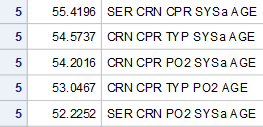 5 55.4196 SER CRN CPR SYSa AGE
5 54.5737 CRN CPR TYP SYSa AGE
5 54.2016 CRN CPR PO2 SYSa AGE
5 53.0467 CRN CPR TYP PO2 AGE
5 52.2252 SER CRN PO2 SYSa AGE